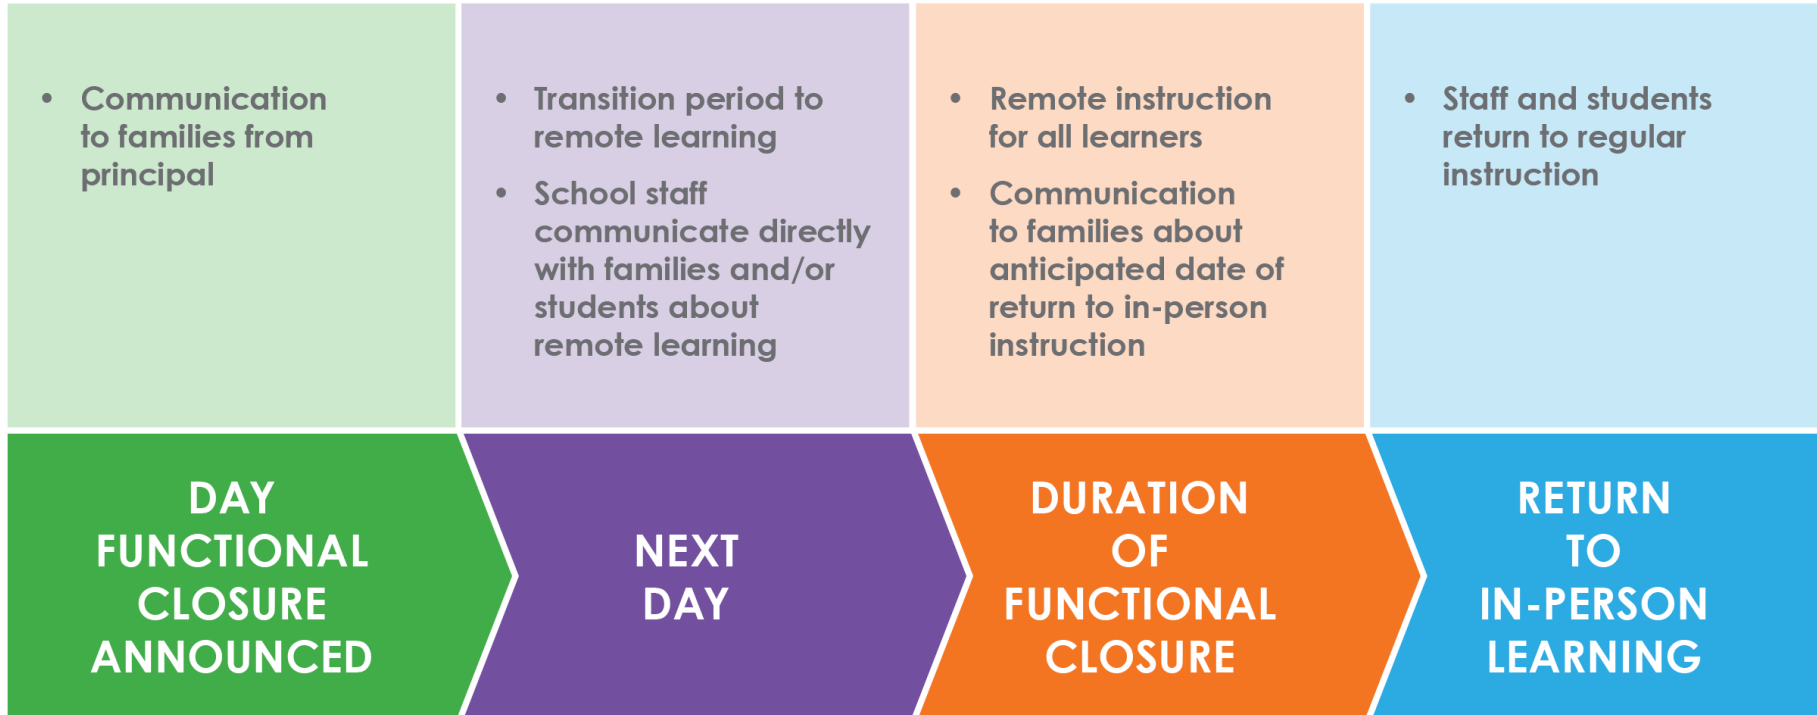 • Communication
to families from
principal
• Transition period to
remote learning
• School staff
communicate directly
with families and/or
students about
remote learning
• Remote instruction
for all learners
• Communication
to families about
anticipated date of
return to in-person
instruction
• Staff and students
return to regular
instruction
DAY
FUNCTIONAL
CLOSURE
ANNOUNCED
NEXT
DAY
DURATION
OF
FUNCTIONAL
CLOSURE
RETURN
TO
IN-PERSON
LEARNING